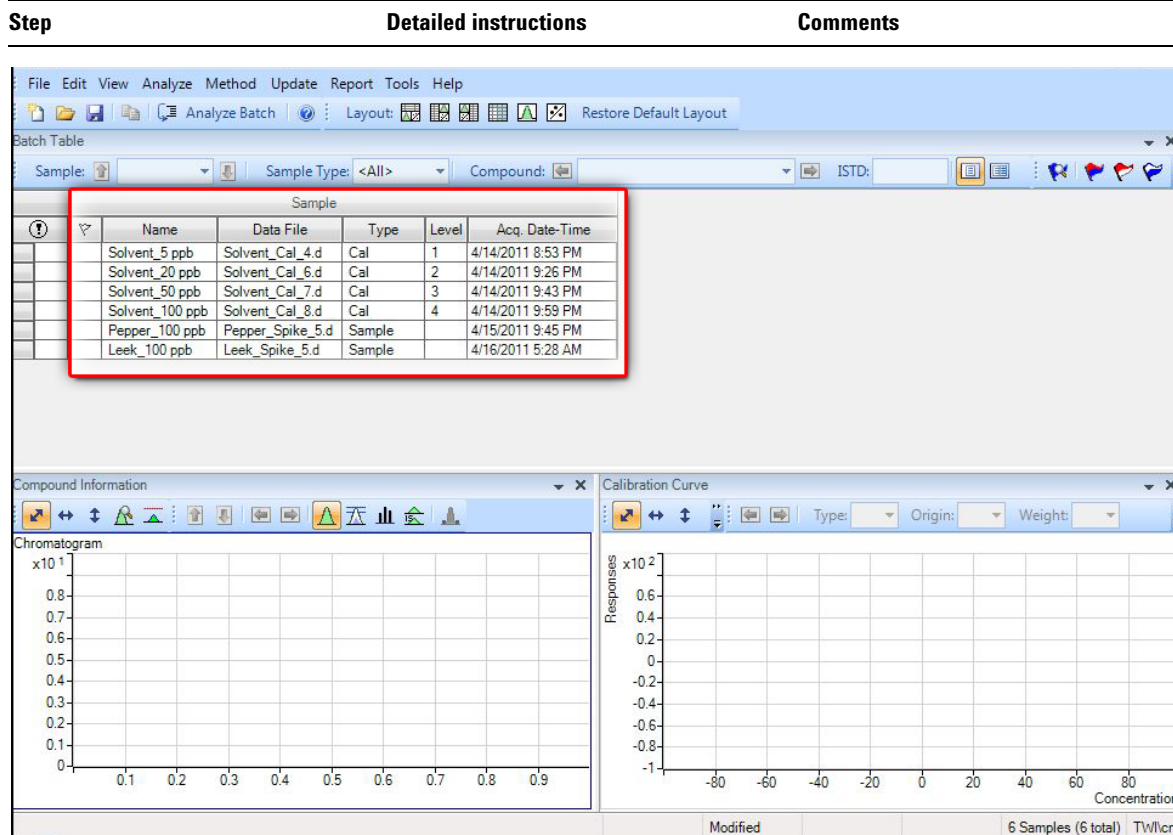 Step Detailed instructions Comments
File Edit View Analyze Method Update Report Tools Help
Analyze Batch Layout: Restore Default Layout
Batch Table
Sample: Sample Type: <All> Compound: ISTD:
Sample
Name Data File Type Level Acq. Date-Time
Solvent_5 ppb Solvent_Cal_4.d Cal 1 4/14/2011 8:53 PM
Solvent_20 ppb Solvent_Cal_6.d Cal 2 4/14/2011 9:26 PM
Solvent_50 ppb Solvent_Cal_7.d Cal 3 4/14/2011 9:43 PM
Solvent_100 ppb Solvent_Cal_8.d Cal 4 4/14/2011 9:59 PM
Pepper_100 ppb Pepper_Spike_5.d Sample 4/15/2011 9:45 PM
Leek_100 ppb Leek_Spike_5.d Sample 4/16/2011 5:28 AM
Compound Information
Chromatogram
x10 1
0.8
0.7
0.6
0.5
0.4
0.3
0.2
0.1
0
0.1 0.2 0.3 0.4 0.5 0.6 0.7 0.8 0.9
Calibration Curve
Type: Origin: Weight:
Responses
x10 2
0.6
0.4
0.2
0
-0.2
-0.4
-0.6
-0.8
-1
-80 -60 -40 -20 0 20 40 60 80
Concentration
Modified 6 Samples (6 total)